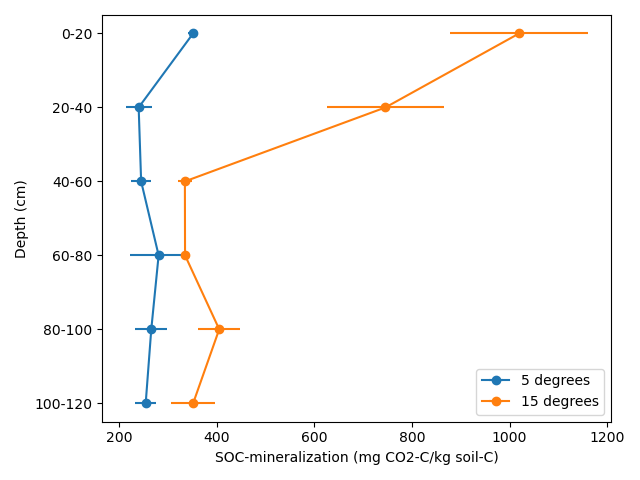 0-20
20-40
40-60
60-80
80-100
100-120
Depth (cm)
200 400 600 800 1000 1200
SOC-mineralization (mg CO2-C/kg soil-C)
5 degrees
15 degrees